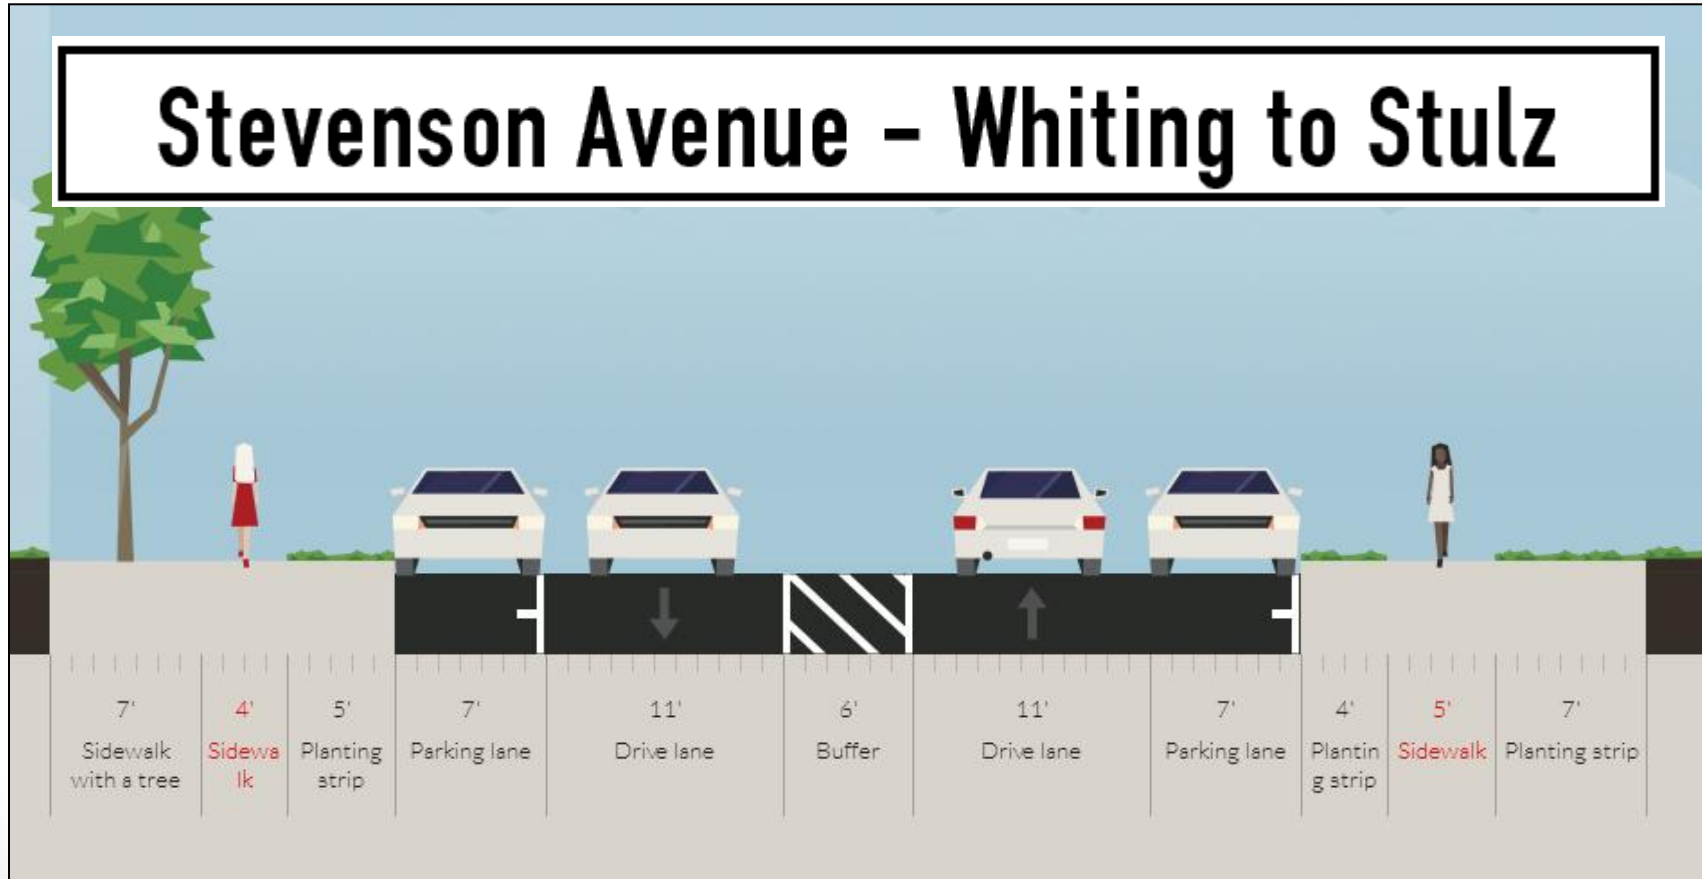 Stevenson Avenue – Whiting to Stulz
7' 4' 5' 7' 11' 6' 11' 7' 4' 5' 7'
Sidewalk Sidewa Planting Parking lane Drive lane Buffer Drive lane Parking lane Plantin Sidewalk Planting strip
with a tree lk strip g strip